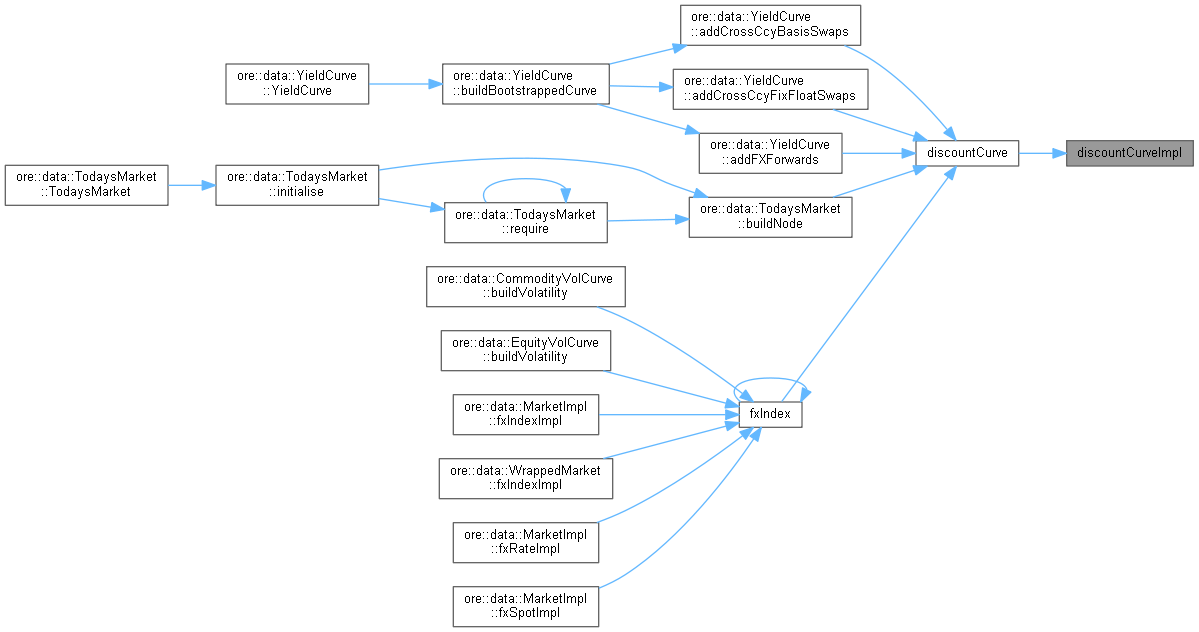 ore::data::YieldCurve
::addCrossCcyBasisSwaps
ore::data::YieldCurve
::YieldCurve
ore::data::YieldCurve
::buildBootstrappedCurve
ore::data::YieldCurve
::addCrossCcyFixFloatSwaps
ore::data::YieldCurve
::addFXForwards
discountCurve
discountCurveImpl
ore::data::TodaysMarket
::TodaysMarket
ore::data::TodaysMarket
::initialise
ore::data::TodaysMarket
::require
ore::data::TodaysMarket
::buildNode
ore::data::CommodityVolCurve
::buildVolatility
ore::data::EquityVolCurve
::buildVolatility
ore::data::MarketImpl
::fxIndexImpl
fxIndex
ore::data::WrappedMarket
::fxIndexImpl
ore::data::MarketImpl
::fxRateImpl
ore::data::MarketImpl
::fxSpotImpl